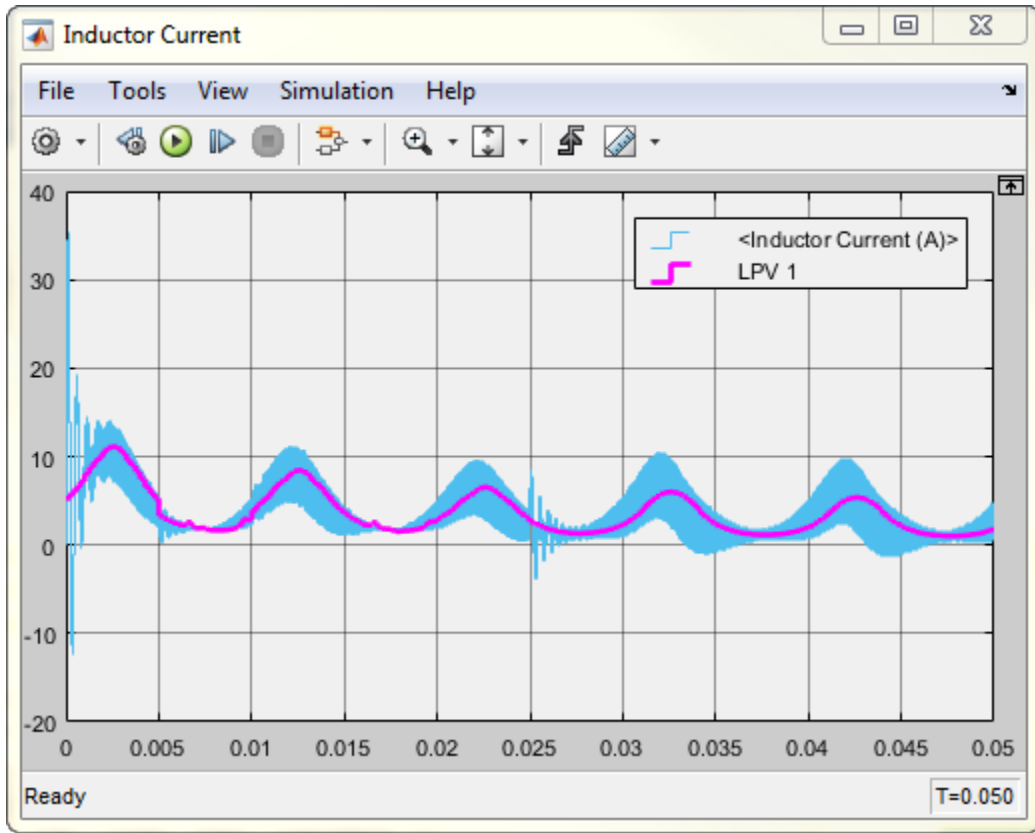 Inductor Current
File Tools View Simulation Help
40
<Inductor Current (A)>
LPV 1
30
20
10
0
-10
-20
0 0.005 0.01 0.015 0.02 0.025 0.03 0.035 0.04 0.045 0.05
Ready T=0.050